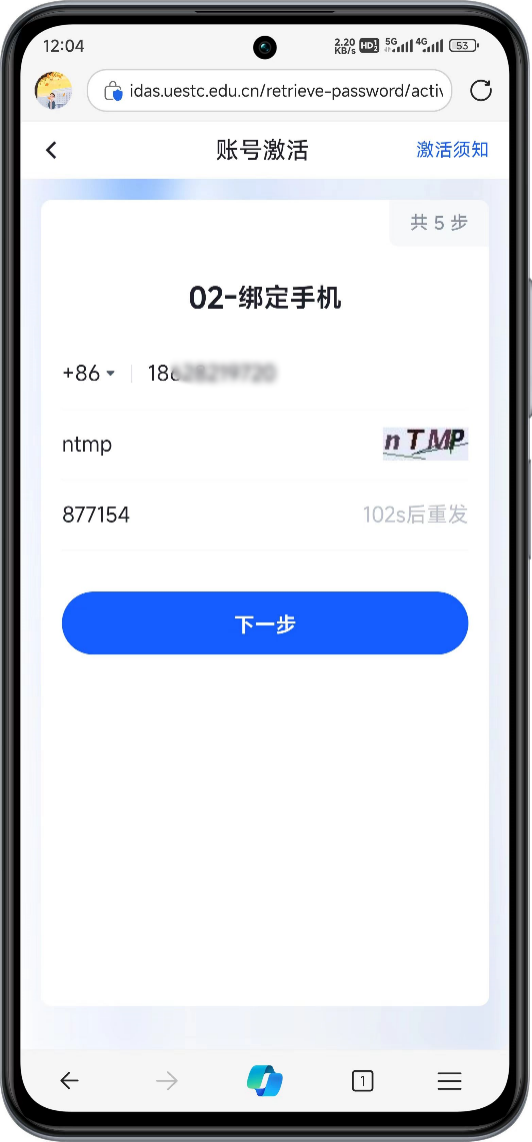 12:04
2.20 KB/s HD 5G 4G 53
idas.uestc.edu.cn/retrieve-password/activ
账号激活
激活须知
共 5 步
02-绑定手机
+86 18
ntmp
nTMP
877154
102s后重发
下一步
1